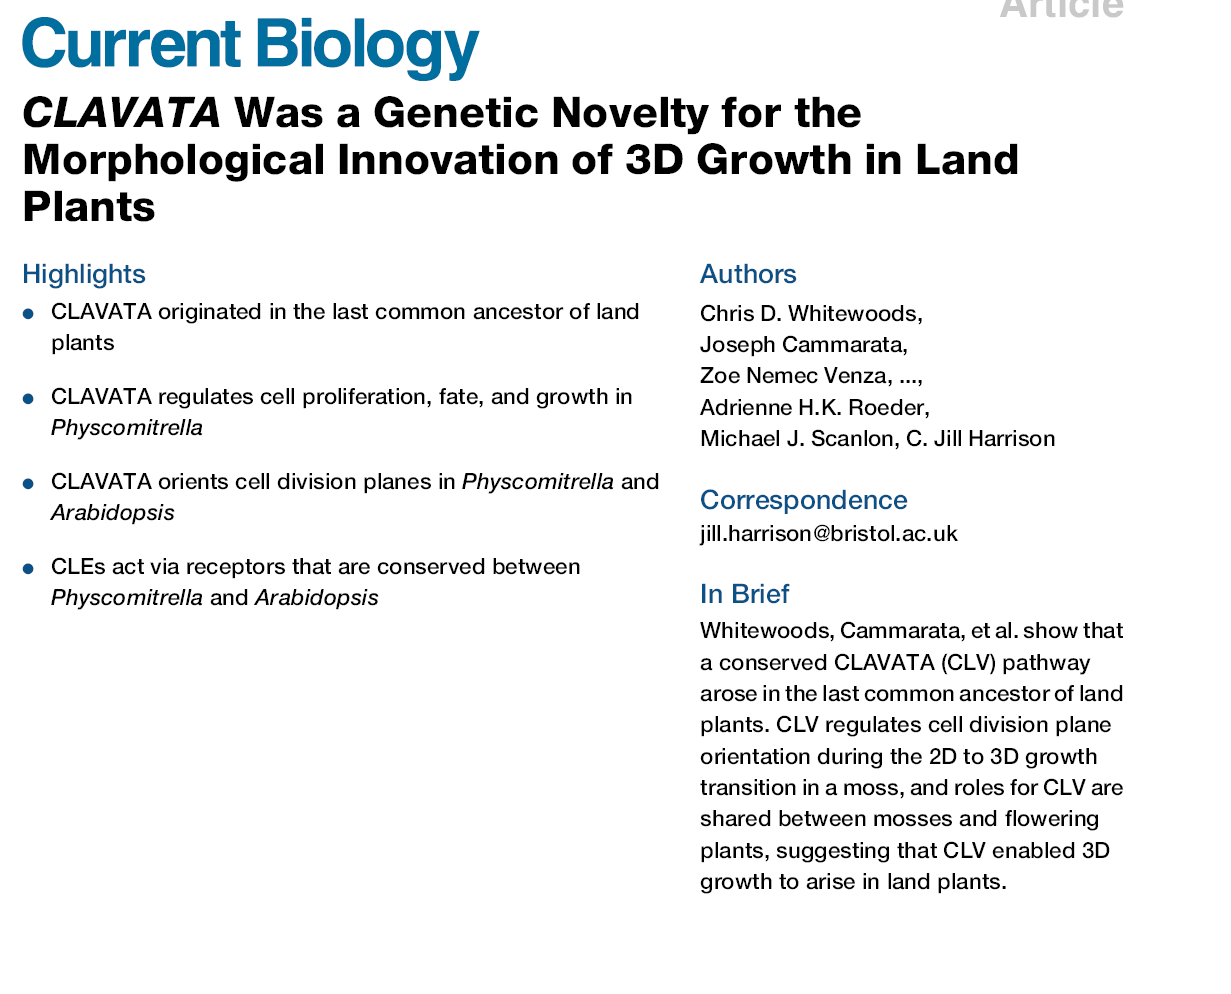 Article
Current Biology
CLAVATA Was a Genetic Novelty for the
Morphological Innovation of 3D Growth in Land
Plants
Highlights
• CLAVATA originated in the last common ancestor of land
plants
• CLAVATA regulates cell proliferation, fate, and growth in
Physcomitrella
• CLAVATA orients cell division planes in Physcomitrella and
Arabidopsis
• CLEs act via receptors that are conserved between
Physcomitrella and Arabidopsis
Authors
Chris D. Whitewoods,
Joseph Cammarata,
Zoe Nemec Venza, ...,
Adrienne H.K. Roeder,
Michael J. Scanlon, C. Jill Harrison
Correspondence
jill.harrison@bristol.ac.uk
In Brief
Whitewoods, Cammarata, et al. show that
a conserved CLAVATA (CLV) pathway
arose in the last common ancestor of land
plants. CLV regulates cell division plane
orientation during the 2D to 3D growth
transition in a moss, and roles for CLV are
shared between mosses and flowering
plants, suggesting that CLV enabled 3D
growth to arise in land plants.